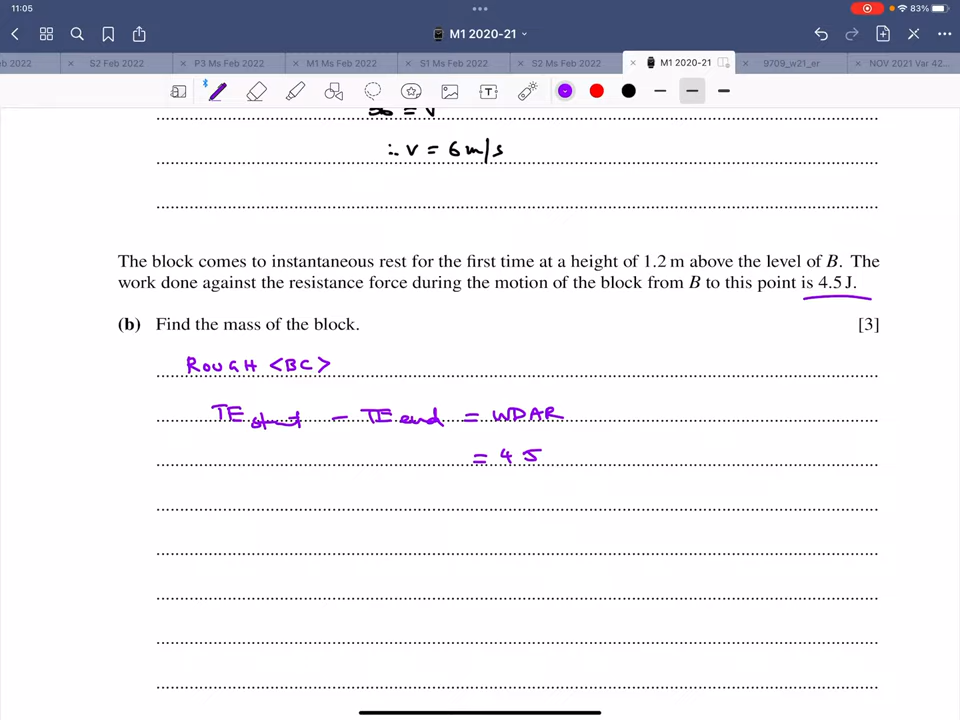 11:05
83%
M1 2020-21
eb 2022
S2 Feb 2022
P3 Ms Feb 2022
M1 Ms Feb 2022
S1 Ms Feb 2022
S2 Ms Feb 2022
M1 2020-21
9709_w21_er
NOV 2021 Var 42...
= V
∴ v = 6 m/s
The block comes to instantaneous rest for the first time at a height of 1.2 m above the level of B. The
work done against the resistance force during the motion of the block from B to this point is 4.5 J.
(b) Find the mass of the block. [3]
ROUGH <BC>
TE start - TE end = WDAR
= 4 5